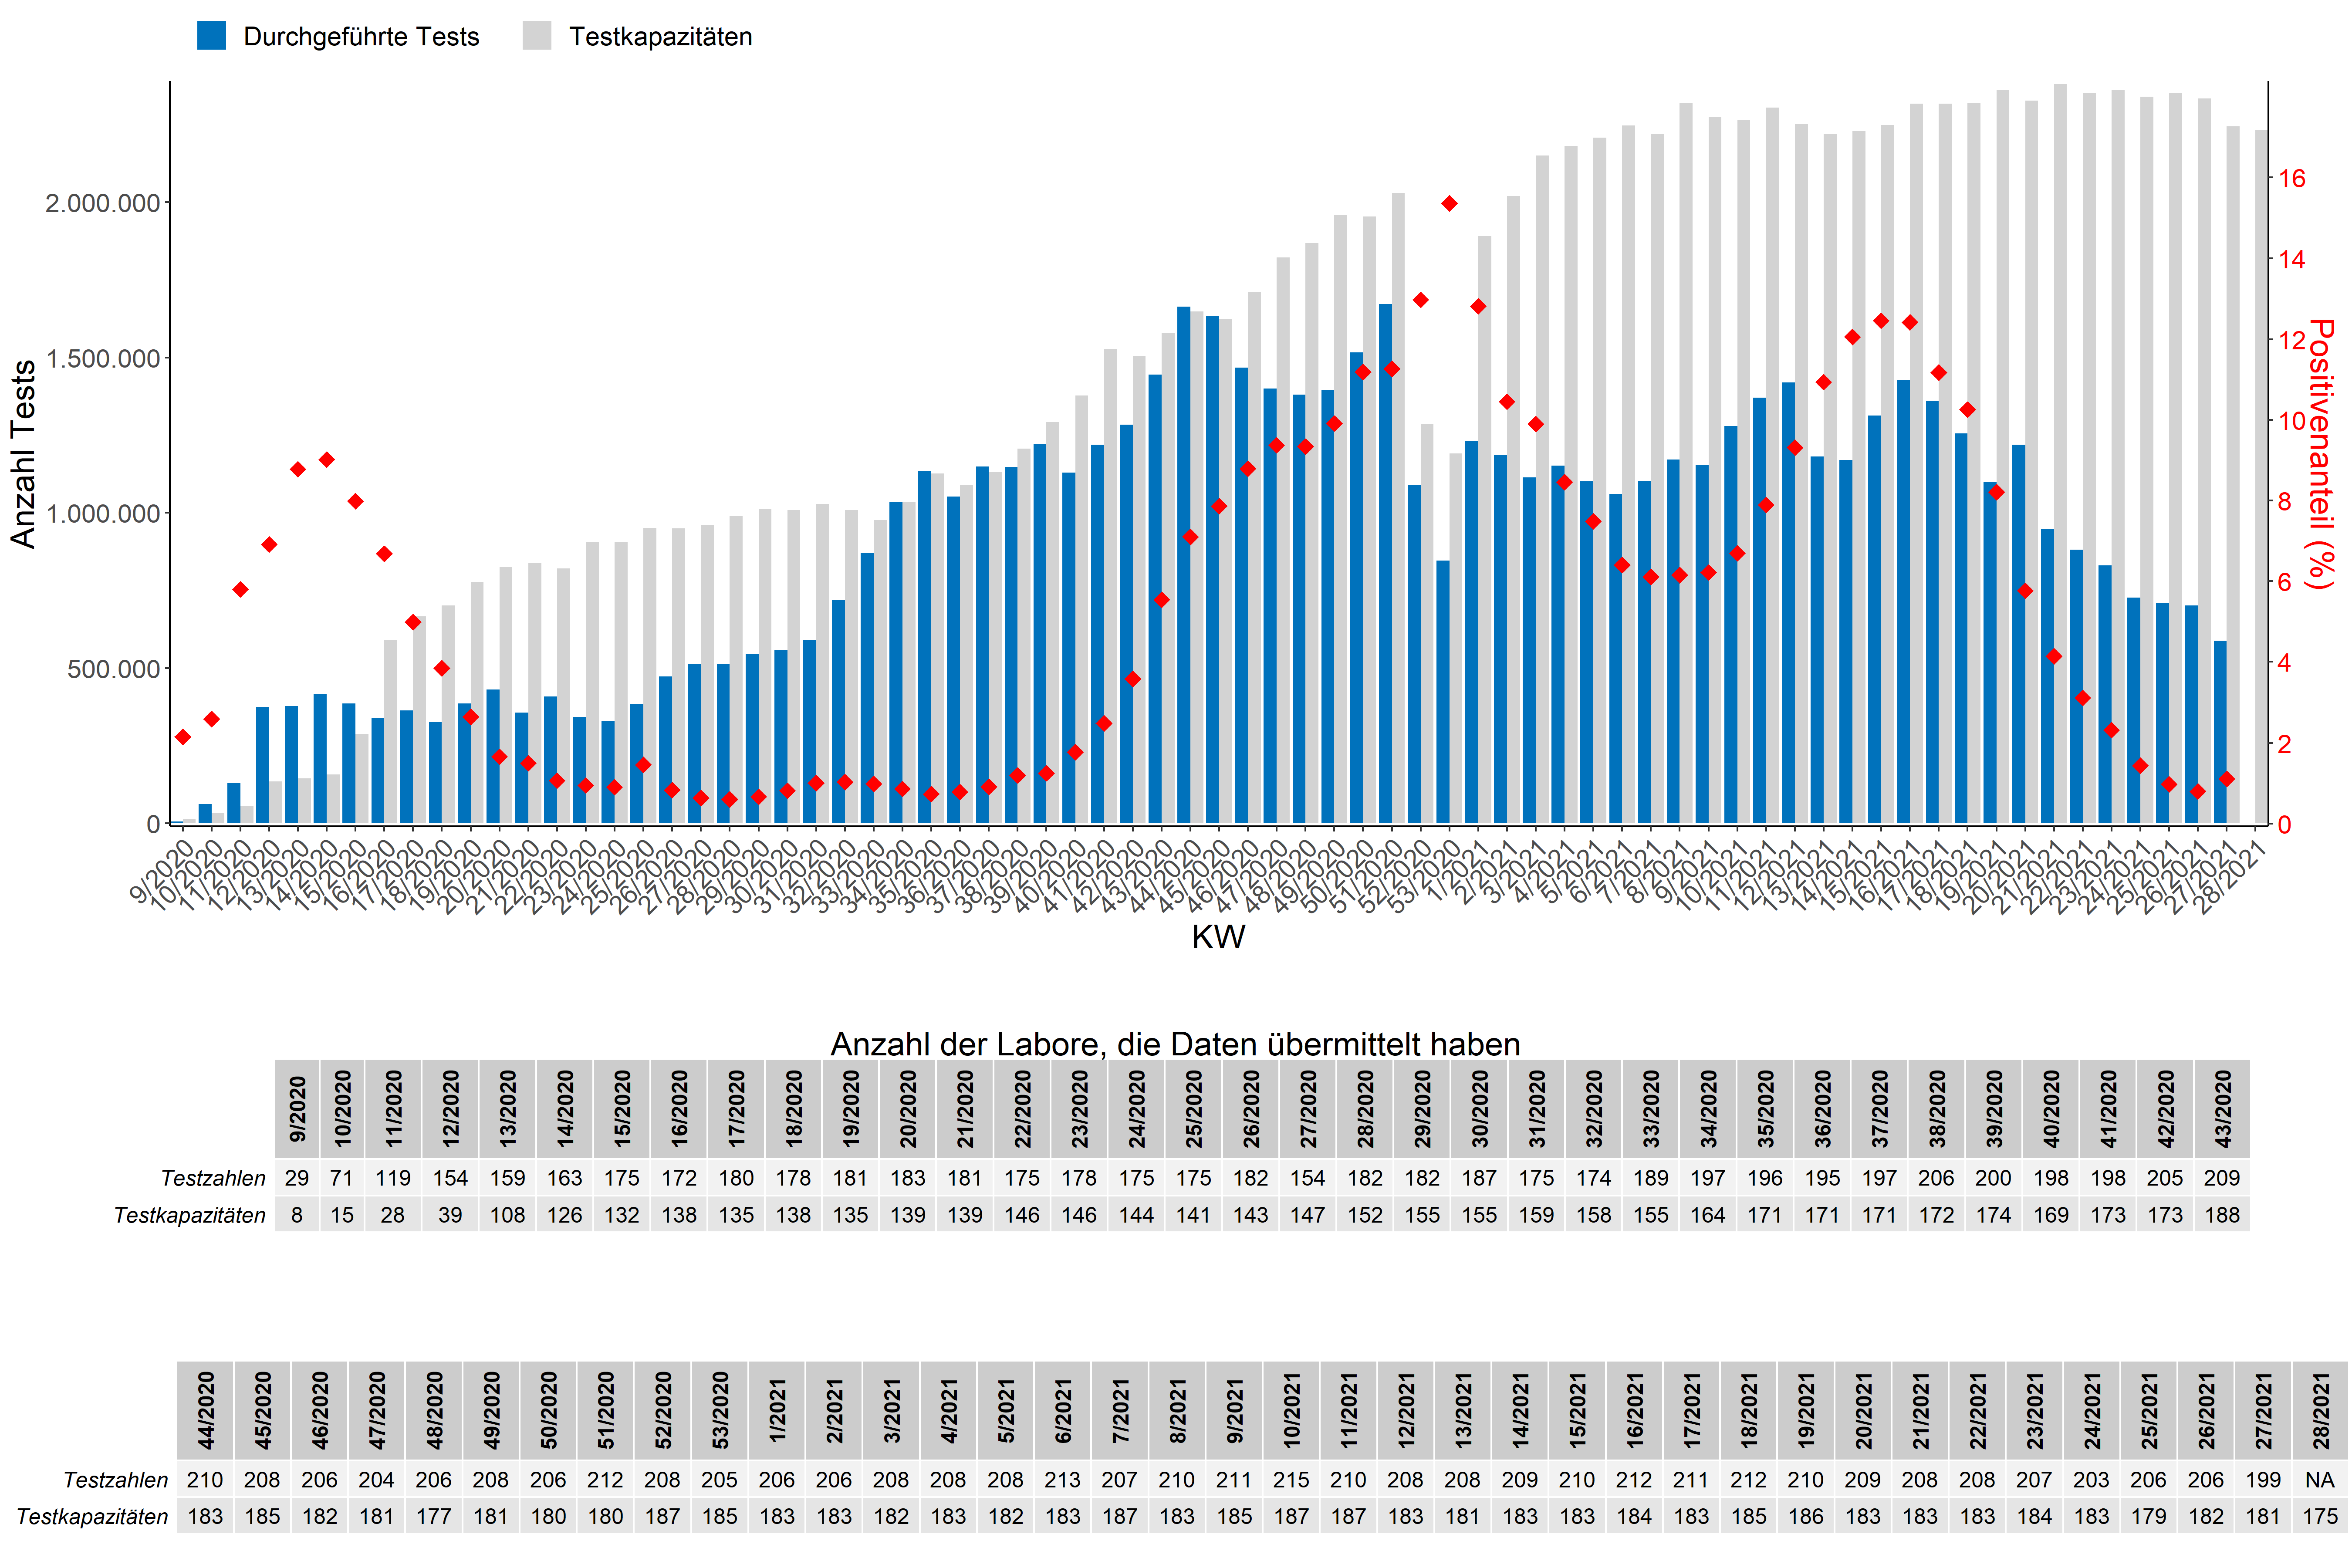 Durchgeführte Tests Testkapazitäten
Anzahl Tests
2.000.000
1.500.000
1.000.000
500.000
0
16
14
12
10
8
6
4
2
0
Positivenanteil (%)
9/2020 10/2020 11/2020 12/2020 13/2020 14/2020 15/2020 16/2020 17/2020 18/2020 19/2020 20/2020 21/2020 22/2020 23/2020 24/2020 25/2020 26/2020 27/2020 28/2020 29/2020 30/2020 31/2020 32/2020 33/2020 34/2020 35/2020 36/2020 37/2020 38/2020 39/2020 40/2020 41/2020 42/2020 43/2020 44/2020 45/2020 46/2020 47/2020 48/2020 49/2020 50/2020 51/2020 52/2020 53/2020 1/2021 2/2021 3/2021 4/2021 5/2021 6/2021 7/2021 8/2021 9/2021 10/2021 11/2021 12/2021 13/2021 14/2021 15/2021 16/2021 17/2021 18/2021 19/2021 20/2021 21/2021 22/2021 23/2021 24/2021 25/2021 26/2021 27/2021 28/2021
KW
Anzahl der Labore, die Daten übermittelt haben
9/2020 10/2020 11/2020 12/2020 13/2020 14/2020 15/2020 16/2020 17/2020 18/2020 19/2020 20/2020 21/2020 22/2020 23/2020 24/2020 25/2020 26/2020 27/2020 28/2020 29/2020 30/2020 31/2020 32/2020 33/2020 34/2020 35/2020 36/2020 37/2020 38/2020 39/2020 40/2020 41/2020 42/2020 43/2020
Testzahlen 29 71 119 154 159 163 175 172 180 178 181 183 181 175 178 175 175 182 154 182 182 187 175 174 189 197 196 195 197 206 200 198 198 205 209
Testkapazitäten 8 15 28 39 108 126 132 138 135 138 135 139 139 146 146 144 141 143 147 152 155 155 159 158 155 164 171 171 171 172 174 169 173 173 188
44/2020 45/2020 46/2020 47/2020 48/2020 49/2020 50/2020 51/2020 52/2020 53/2020 1/2021 2/2021 3/2021 4/2021 5/2021 6/2021 7/2021 8/2021 9/2021 10/2021 11/2021 12/2021 13/2021 14/2021 15/2021 16/2021 17/2021 18/2021 19/2021 20/2021 21/2021 22/2021 23/2021 24/2021 25/2021 26/2021 27/2021 28/2021
Testzahlen 210 208 206 204 206 208 206 212 208 205 206 206 208 208 208 213 207 210 211 215 210 208 208 209 210 212 211 212 210 209 208 208 207 203 206 206 199 NA
Testkapazitäten 183 185 182 181 177 181 180 180 187 185 183 183 182 183 182 183 187 183 185 187 187 183 181 183 183 184 183 185 186 183 183 183 184 183 179 182 181 175